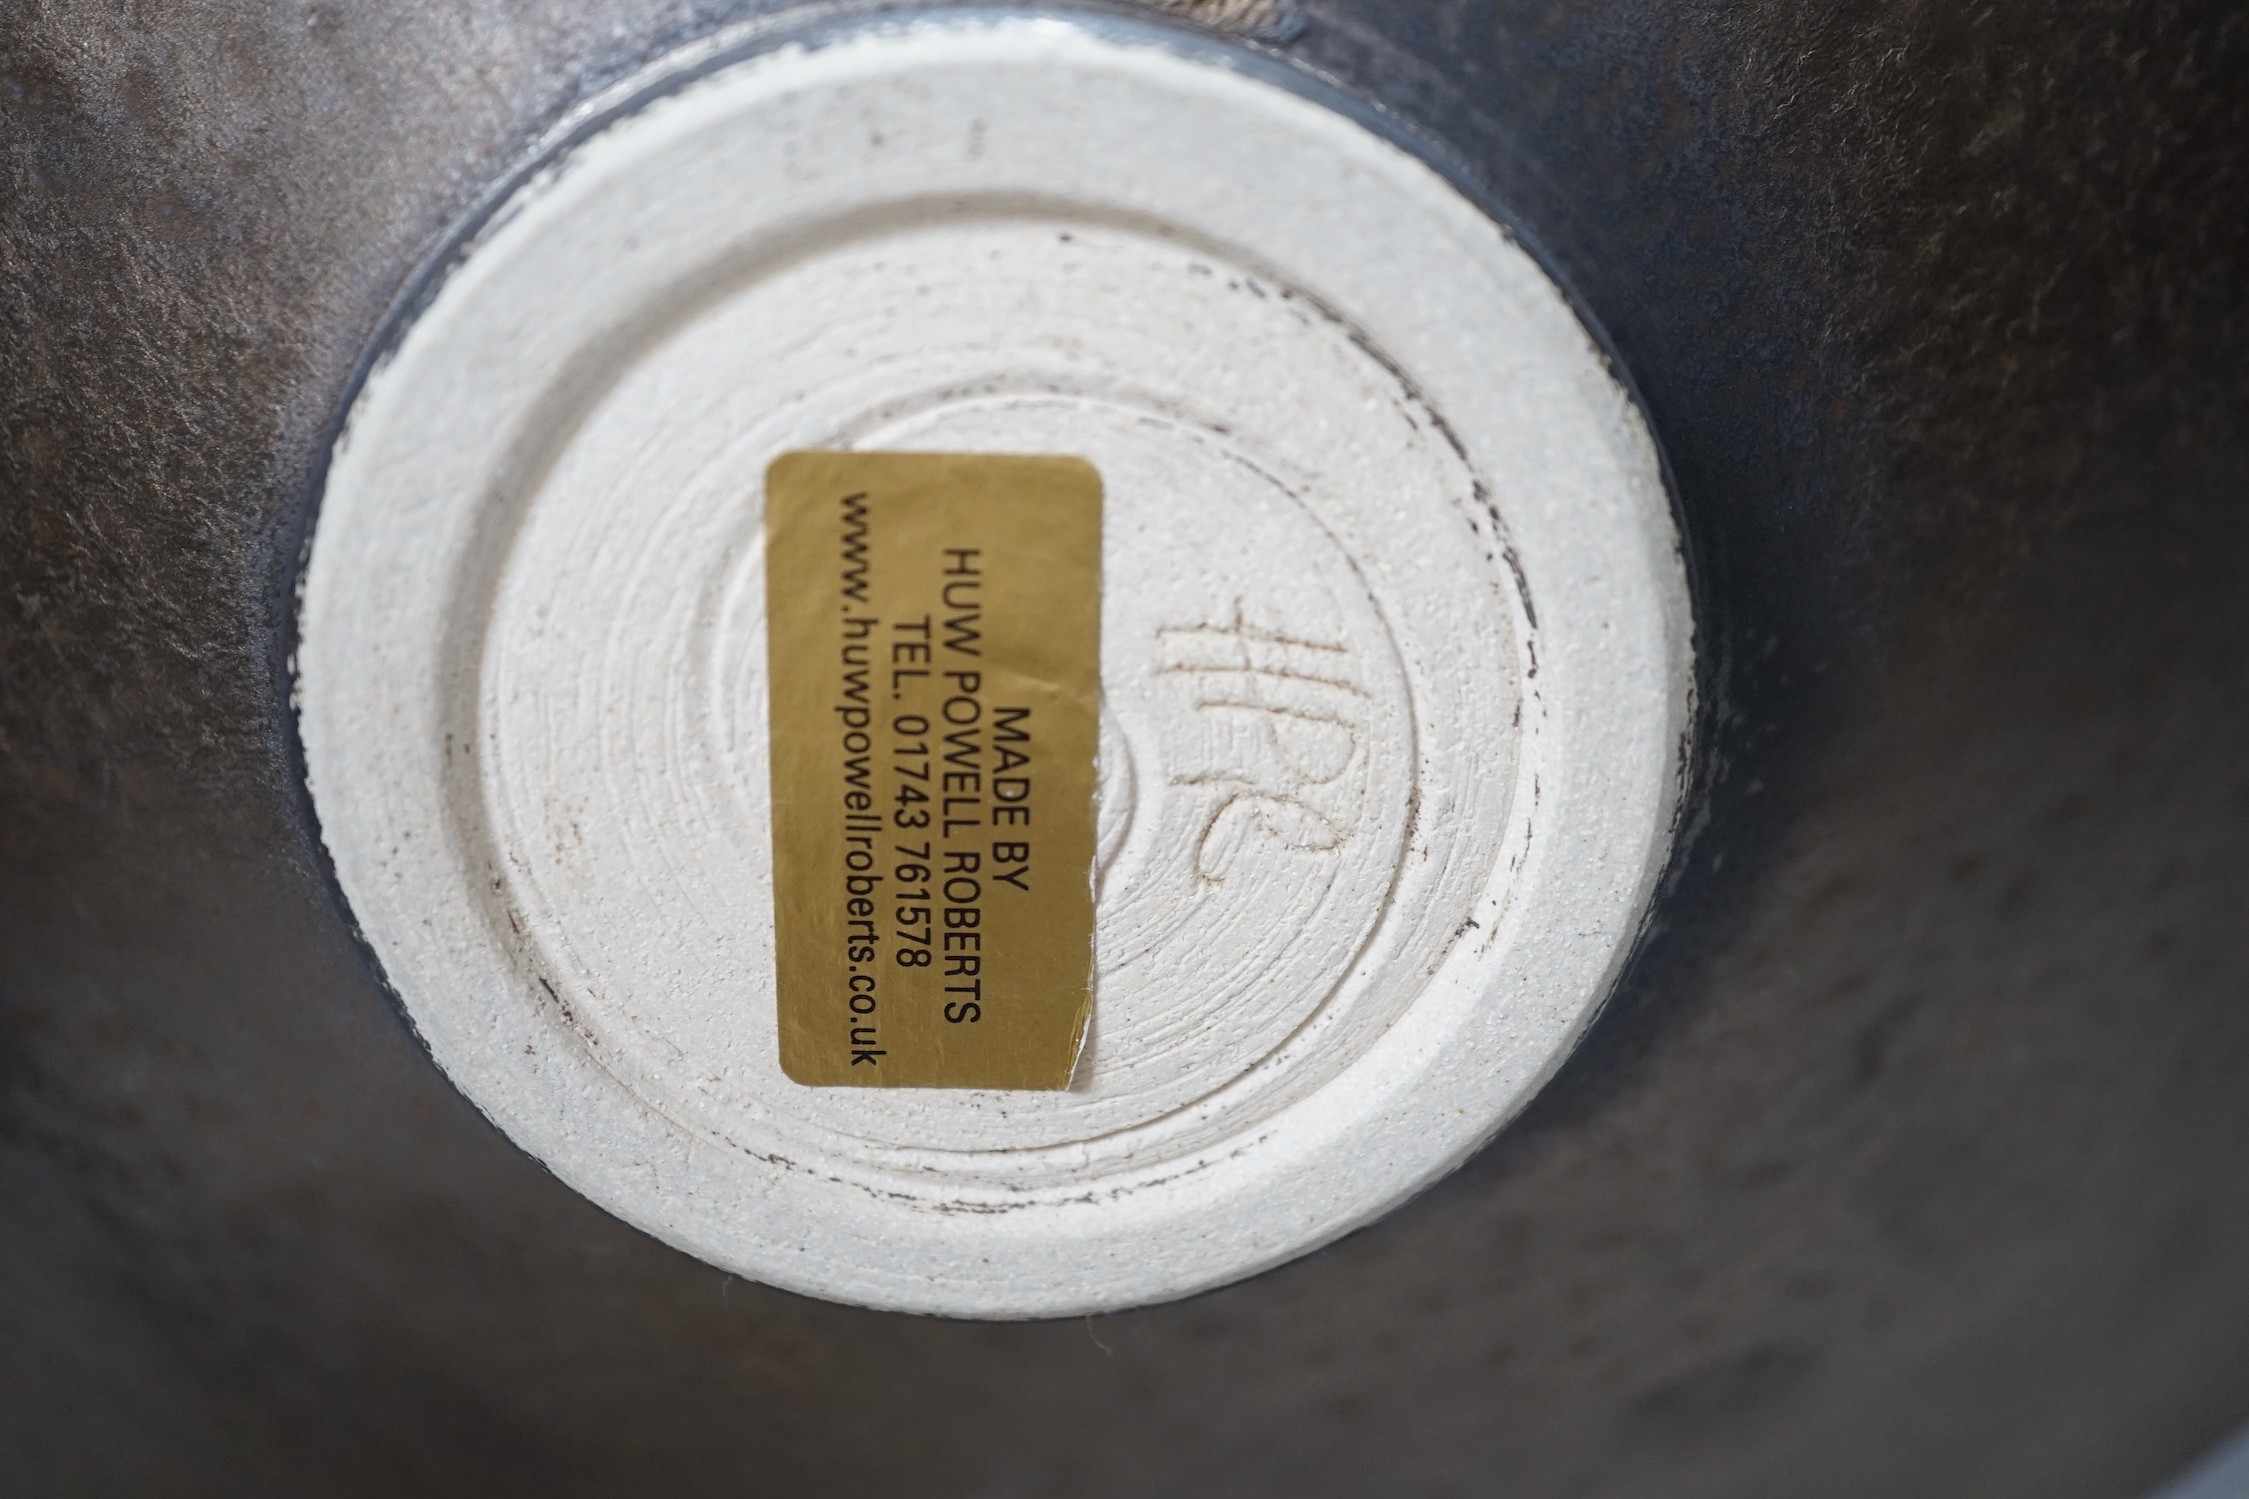 MADE BY
HUW POWELL ROBERTS
TEL. 01743 761578
www.huwpowellroberts.co.uk
HPR